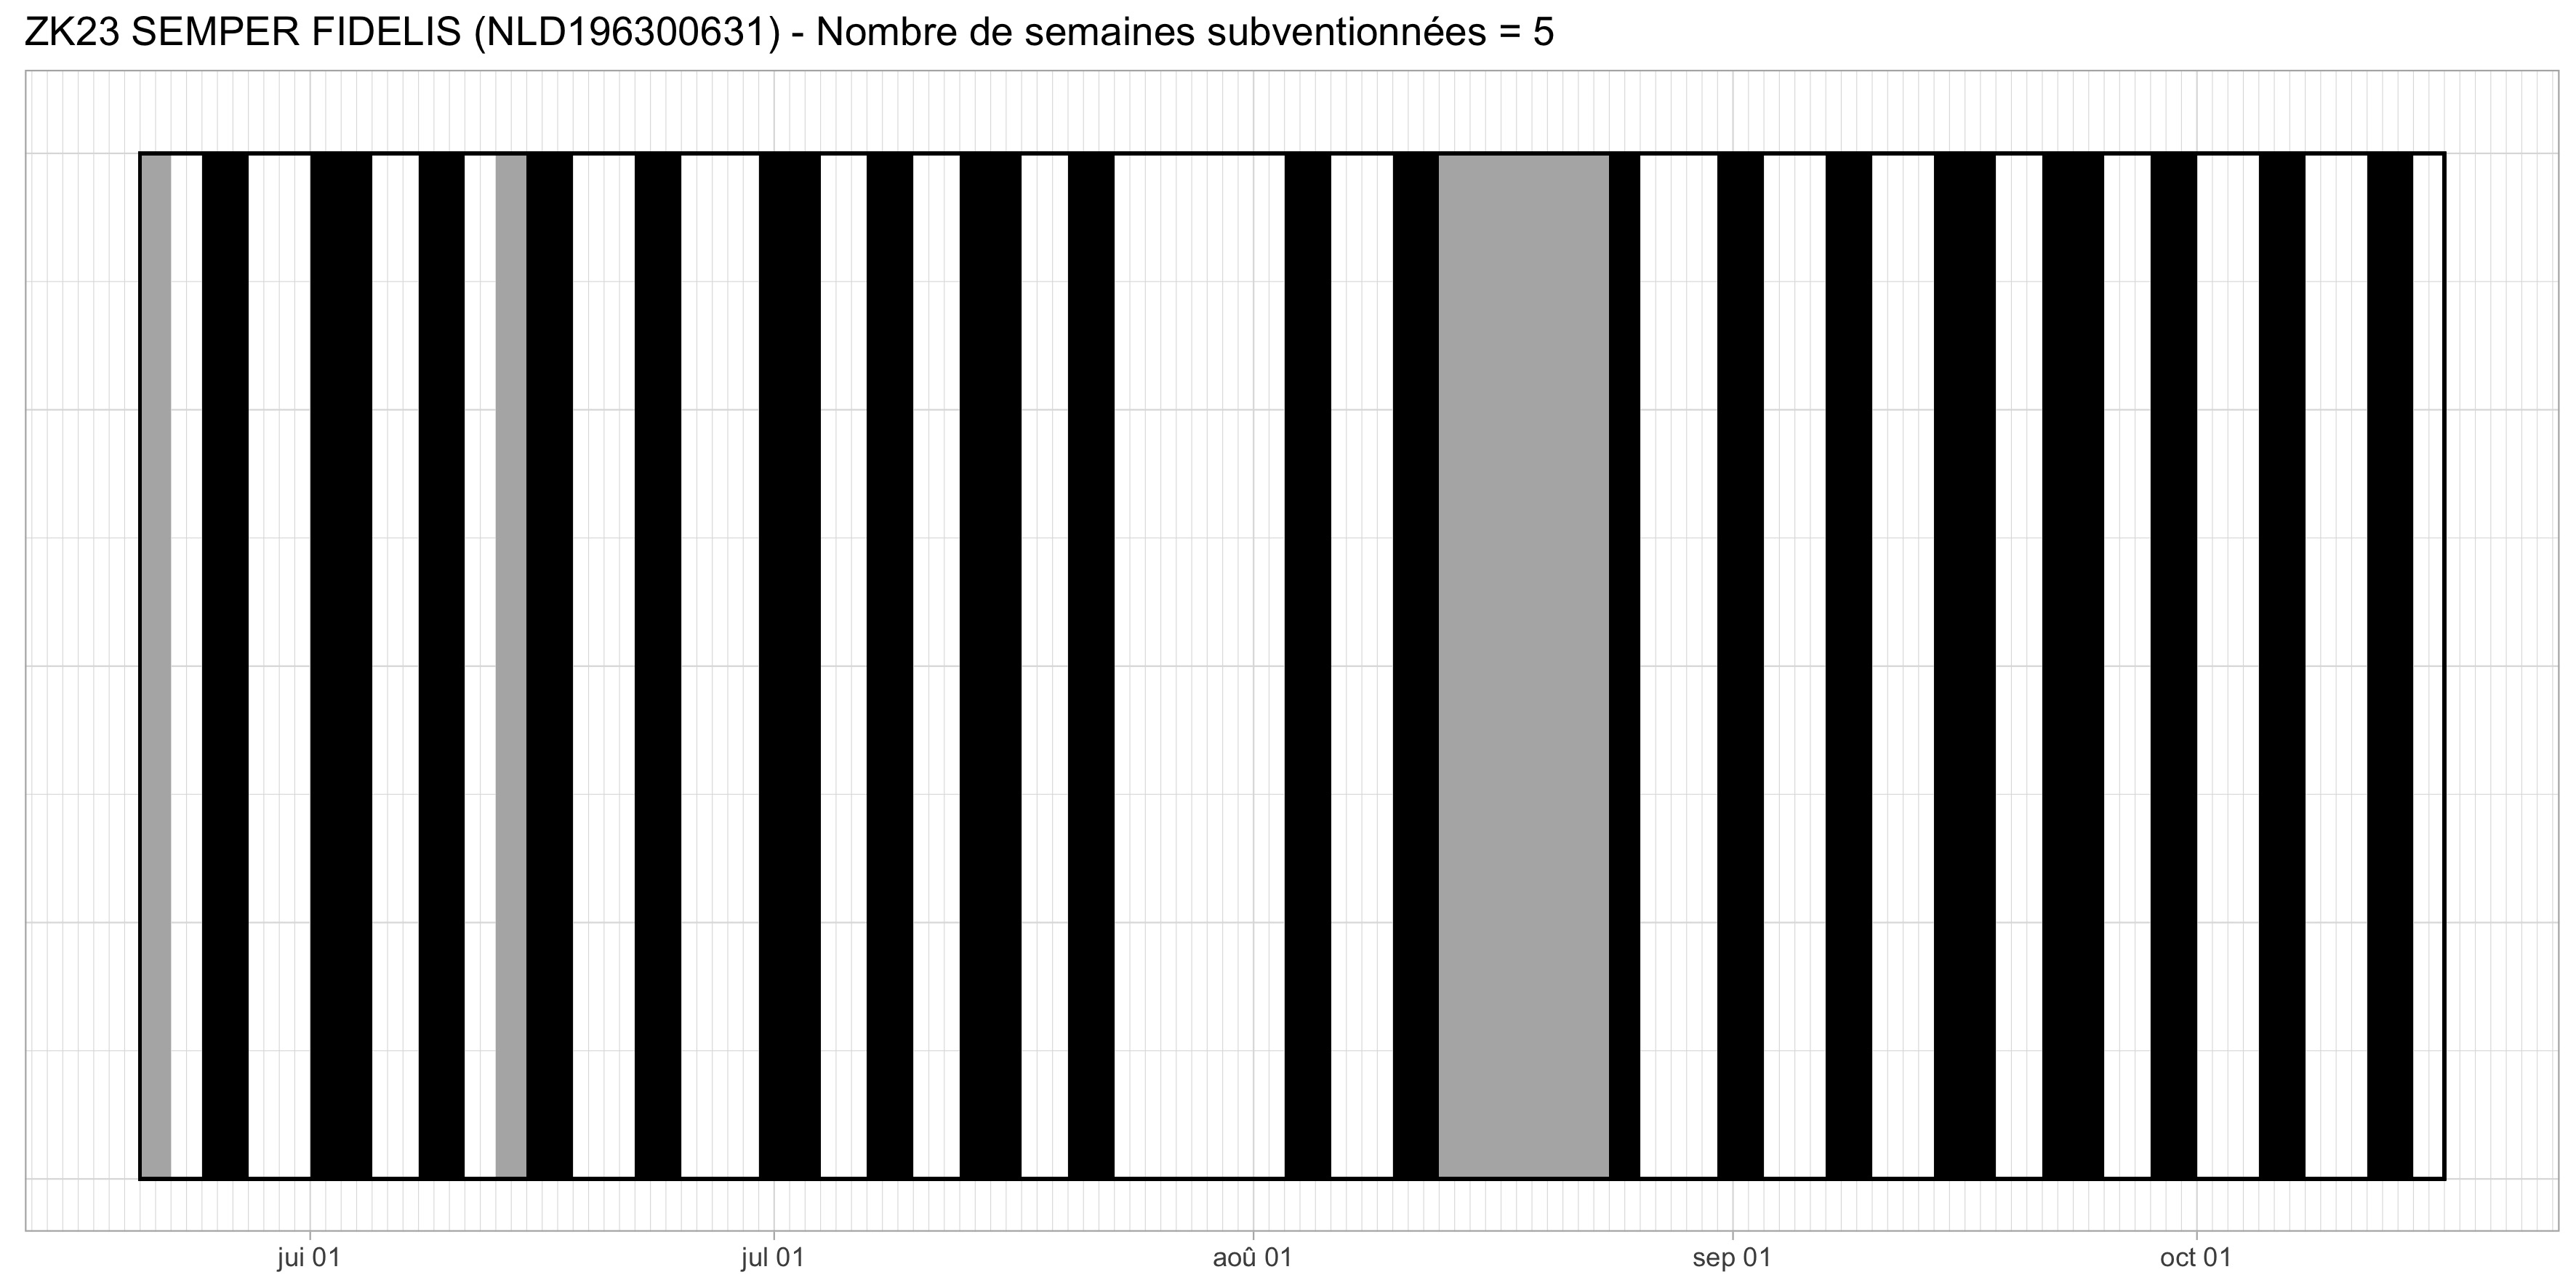 ZK23 SEMPER FIDELIS (NLD196300631) - Nombre de semaines subventionnées = 5
jui 01 jul 01 aoû 01 sep 01 oct 01